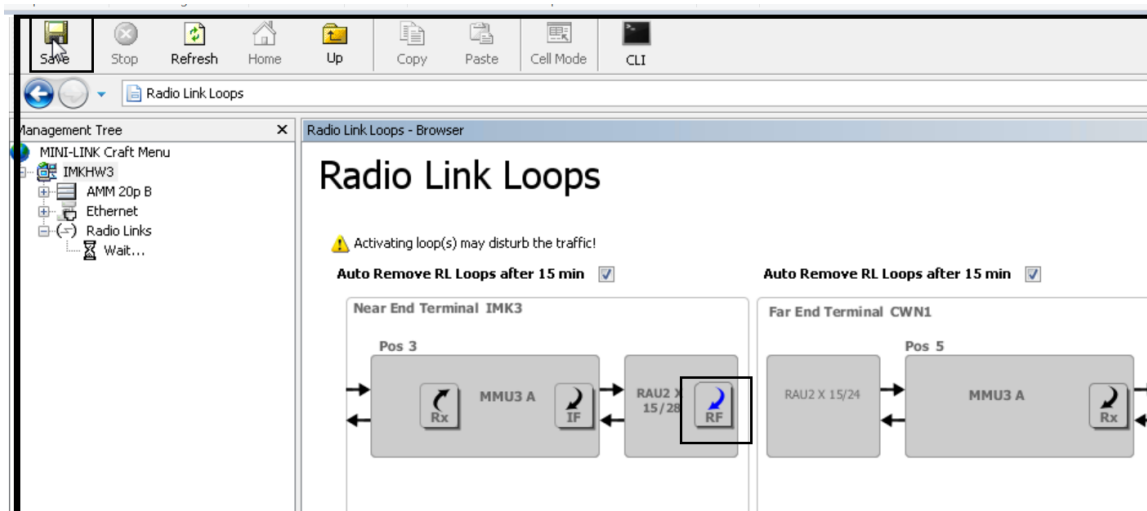 Save Stop Refresh Home Up Copy Paste Cell Mode CLI
Radio Link Loops
Management Tree
MINI-LINK Craft Menu
IMKHW3
AMM 20p B
Ethernet
Radio Links
Wait...
Radio Link Loops - Browser
Radio Link Loops
Activating loop(s) may disturb the traffic!
Auto Remove RL Loops after 15 min
Near End Terminal IMK3
Pos 3
Rx
MMU3 A
IF
RAU2 X
15/28
RF
Auto Remove RL Loops after 15 min
Far End Terminal CWN1
Pos 5
RAU2 X 15/24
MMU3 A
Rx